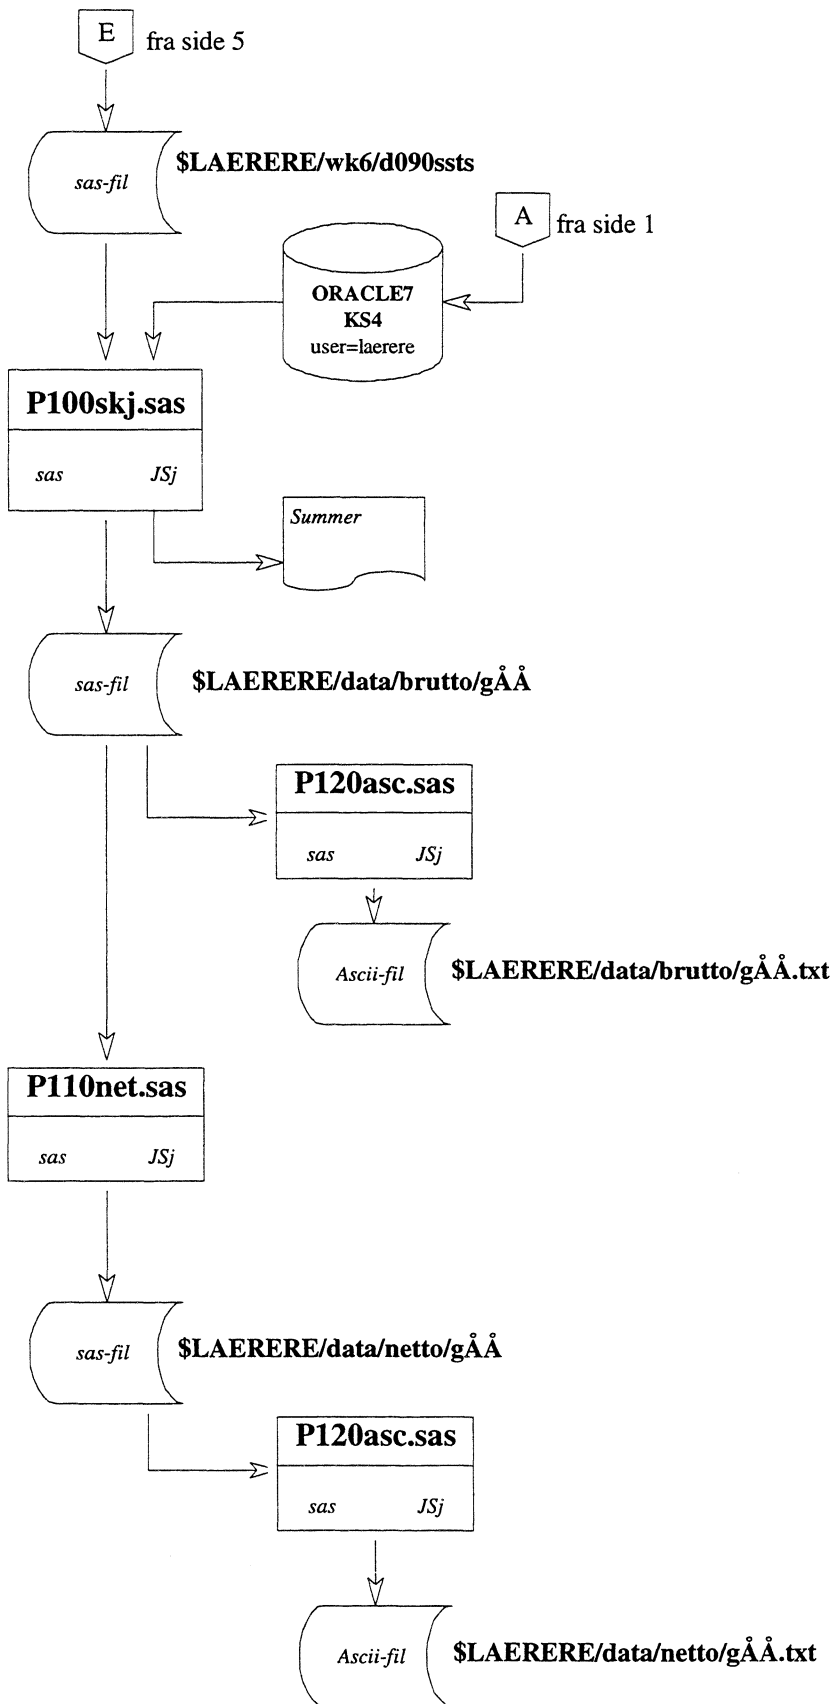 E
fra side 5
$LAERERE/wk6/d090ssts
sas-fil
A
fra side 1
ORACLE7
KS4
user=laerere
P100skj.sas
sas JSj
Summer
sas-fil
$LAERERE/data/brutto/gÅÅ
P120asc.sas
sas JSj
Ascii-fil
$LAERERE/data/brutto/gÅÅ.txt
P110net.sas
sas JSj
sas-fil
$LAERERE/data/netto/gÅÅ
P120asc.sas
sas JSj
Ascii-fil
$LAERERE/data/netto/gÅÅ.txt